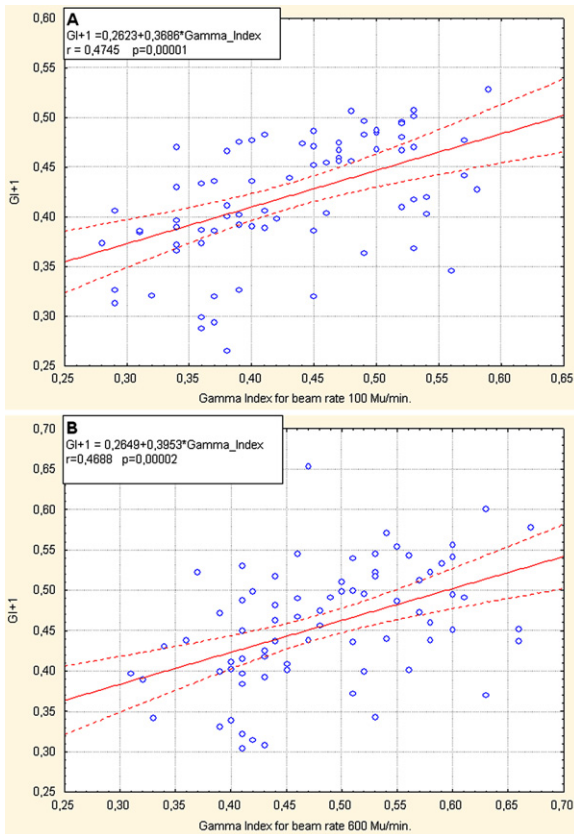 A
GI+1 =0,2623+0,3686*Gamma_Index
r = 0,4745 p=0,00001
0,60
0,55
0,50
0,45
0,40
0,35
0,30
0,25
GI+1
0,25 0,30 0,35 0,40 0,45 0,50 0,55 0,60 0,65
Gamma Index for beam rate 100 Mu/min.
B
GI+1 = 0,2649+0,3953*Gamma_Index
r=0,4688 p=0,00002
0,70
0,65
0,60
0,55
0,50
0,45
0,40
0,35
0,30
0,25
GI+1
0,25 0,30 0,35 0,40 0,45 0,50 0,55 0,60 0,65 0,70
Gamma Index for beam rate 600 Mu/min.